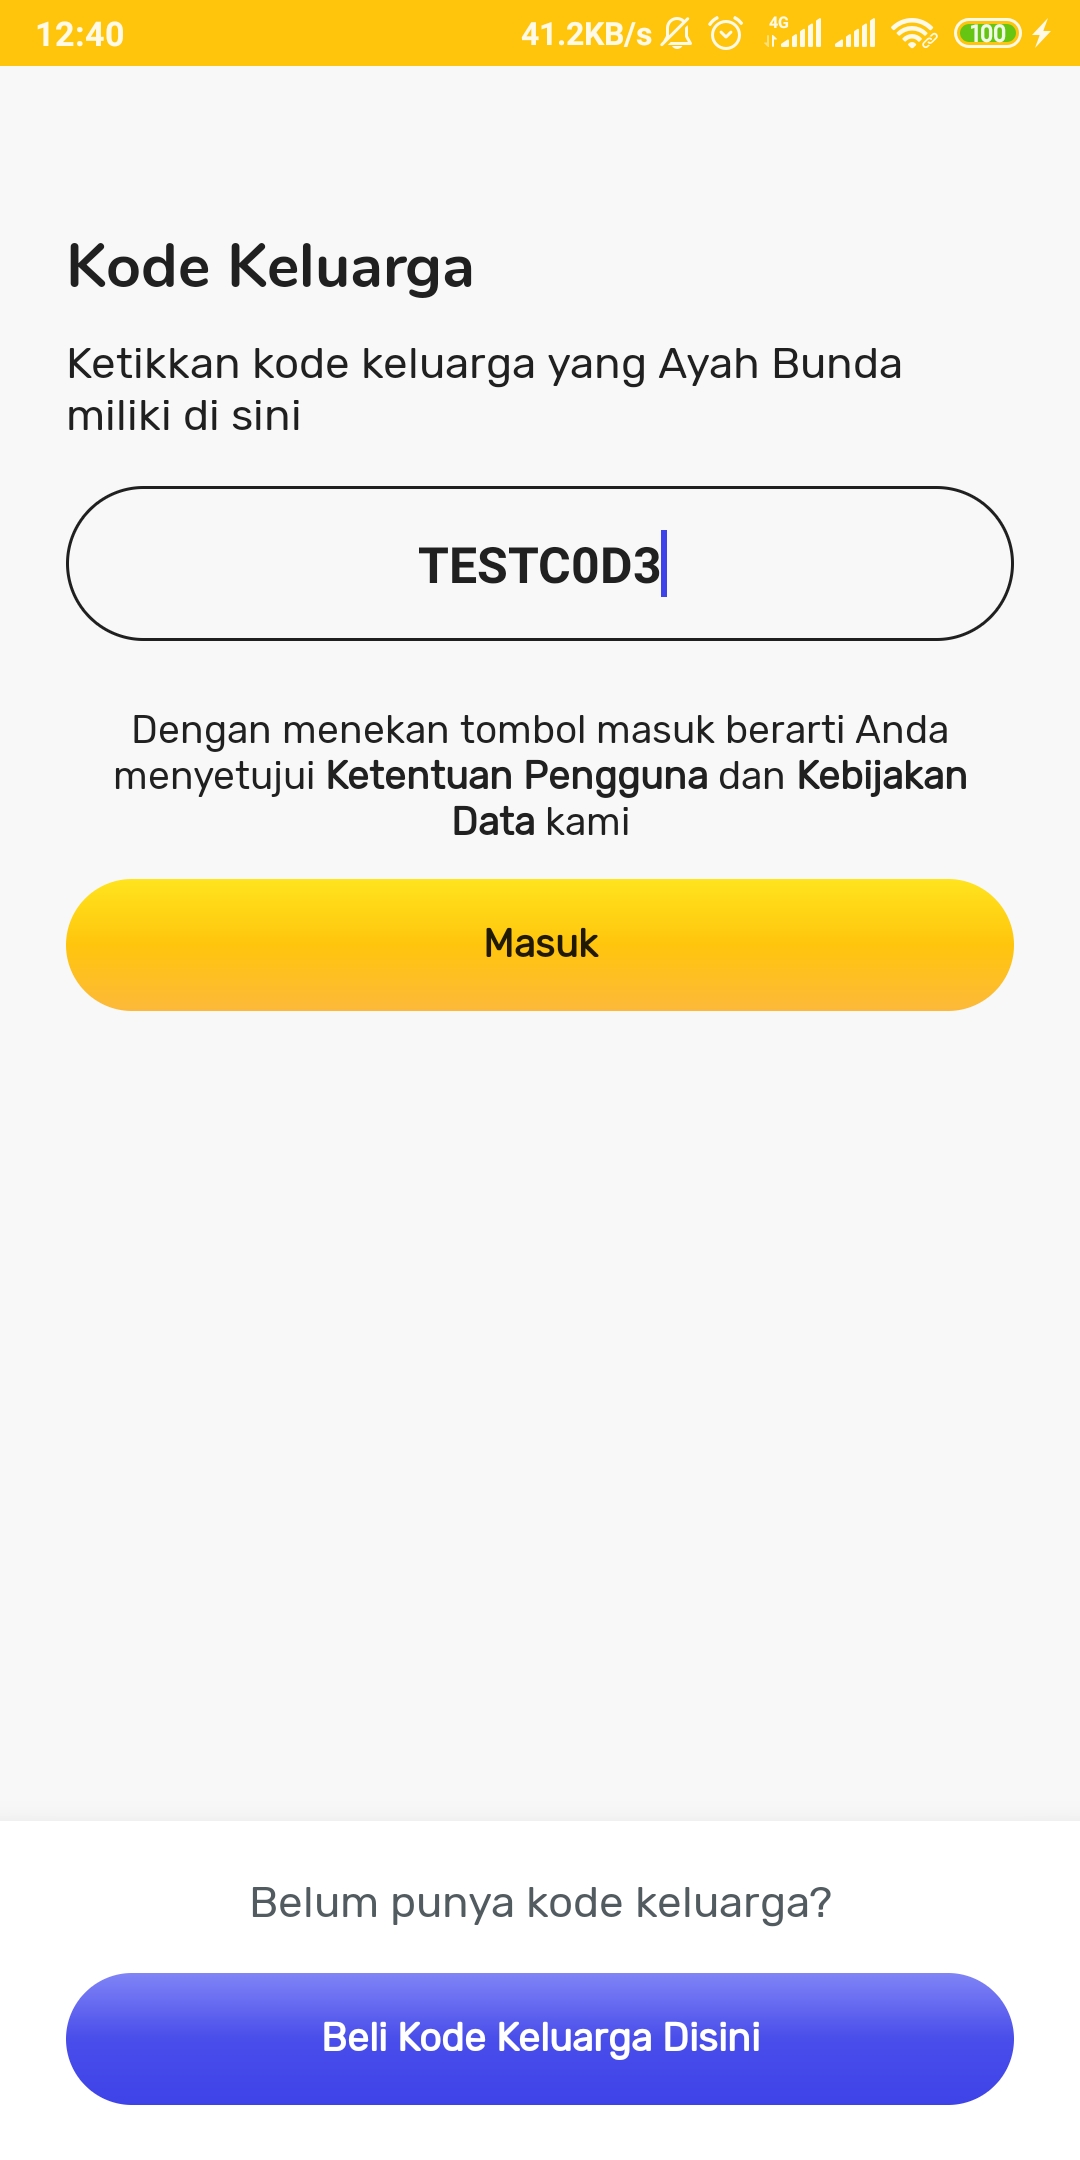 12:40 41.2KB/s 4G 100
Kode Keluarga
Ketikkan kode keluarga yang Ayah Bunda
miliki di sini
TESTC0D3
Dengan menekan tombol masuk berarti Anda
menyetujui Ketentuan Pengguna dan Kebijakan
Data kami
Masuk
Belum punya kode keluarga?
Beli Kode Keluarga Disini